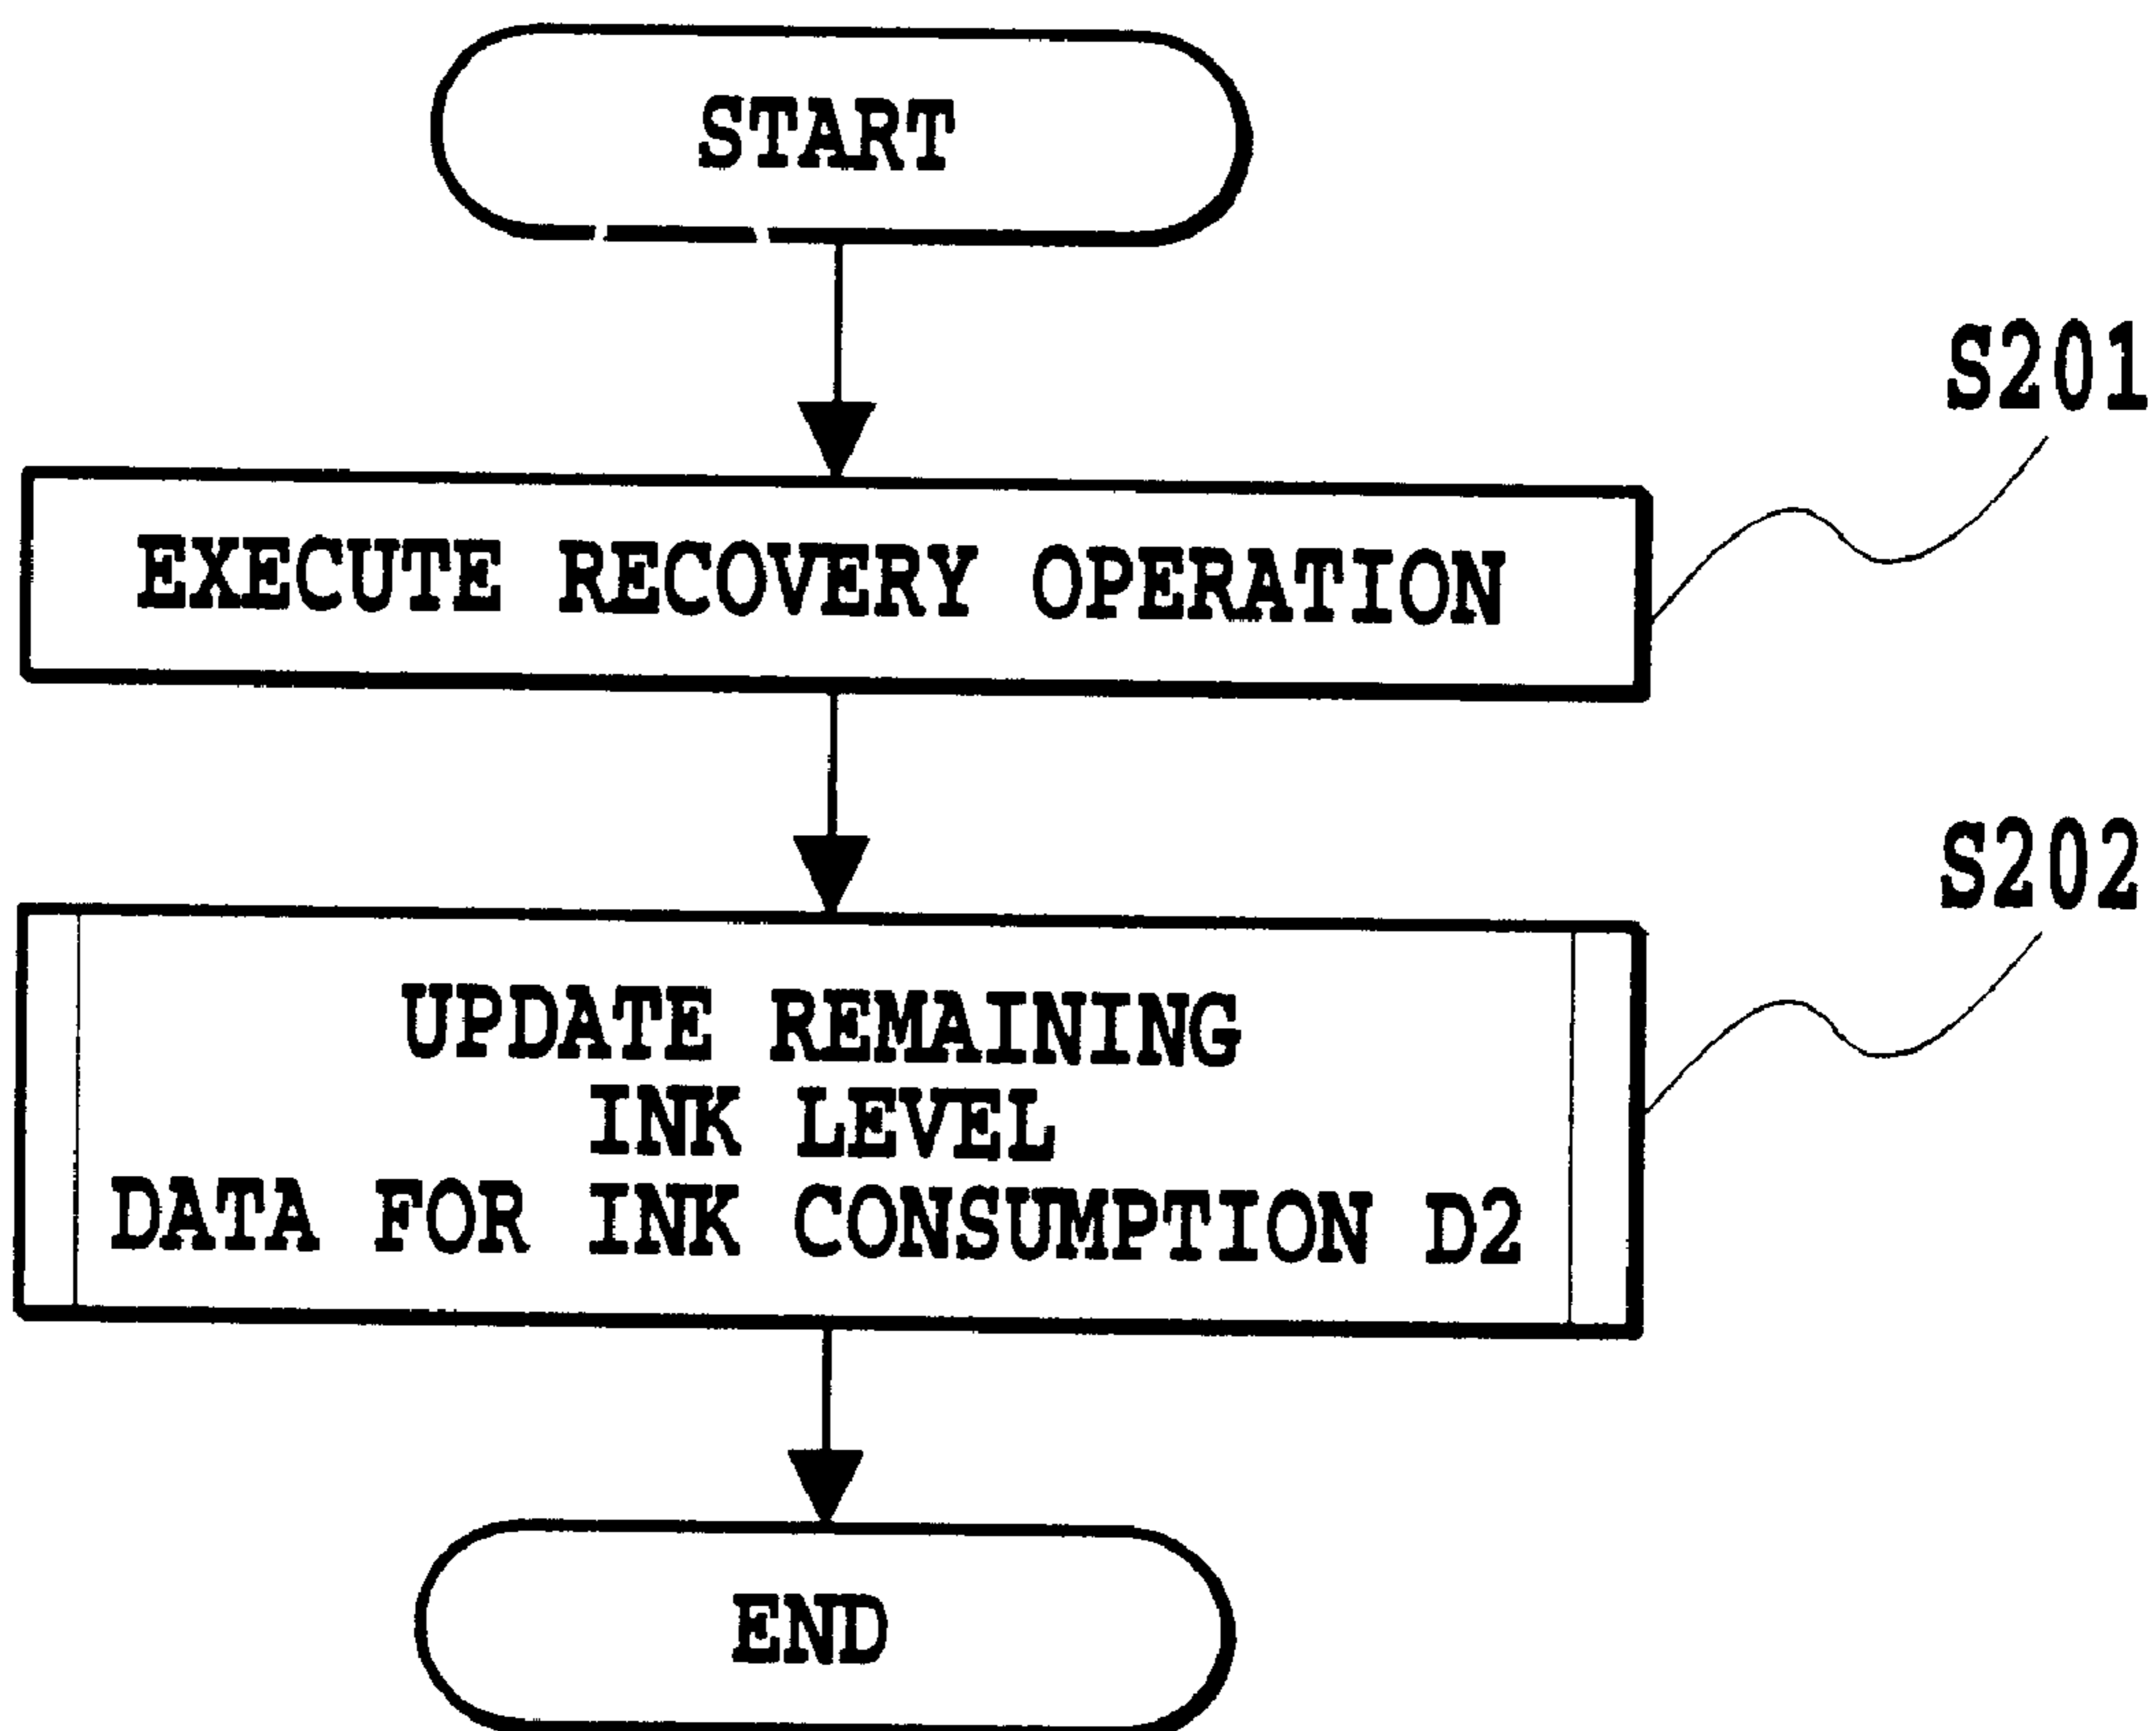 START
S201
EXECUTE RECOVERY OPERATION
S202
UPDATE REMAINING
INK LEVEL
DATA FOR INK CONSUMPTION D2
END